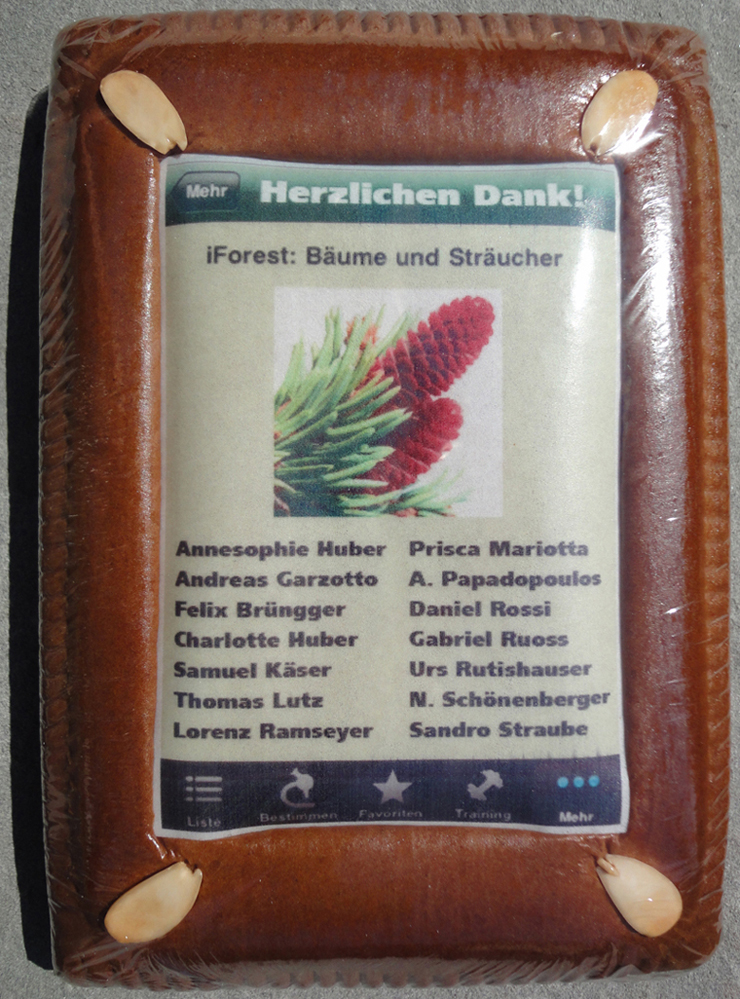 Mehr Herzlichen Dank!
iForest: Bäume und Sträucher
Annesophie Huber Prisca Mariotta
Andreas Garzotto A. Papadopoulos
Felix Brüngger Daniel Rossi
Charlotte Huber Gabriel Ruoss
Samuel Käser Urs Rutishauser
Thomas Lutz N. Schönenberger
Lorenz Ramseyer Sandro Straube
Liste Bestimmen Favoriten Training Mehr